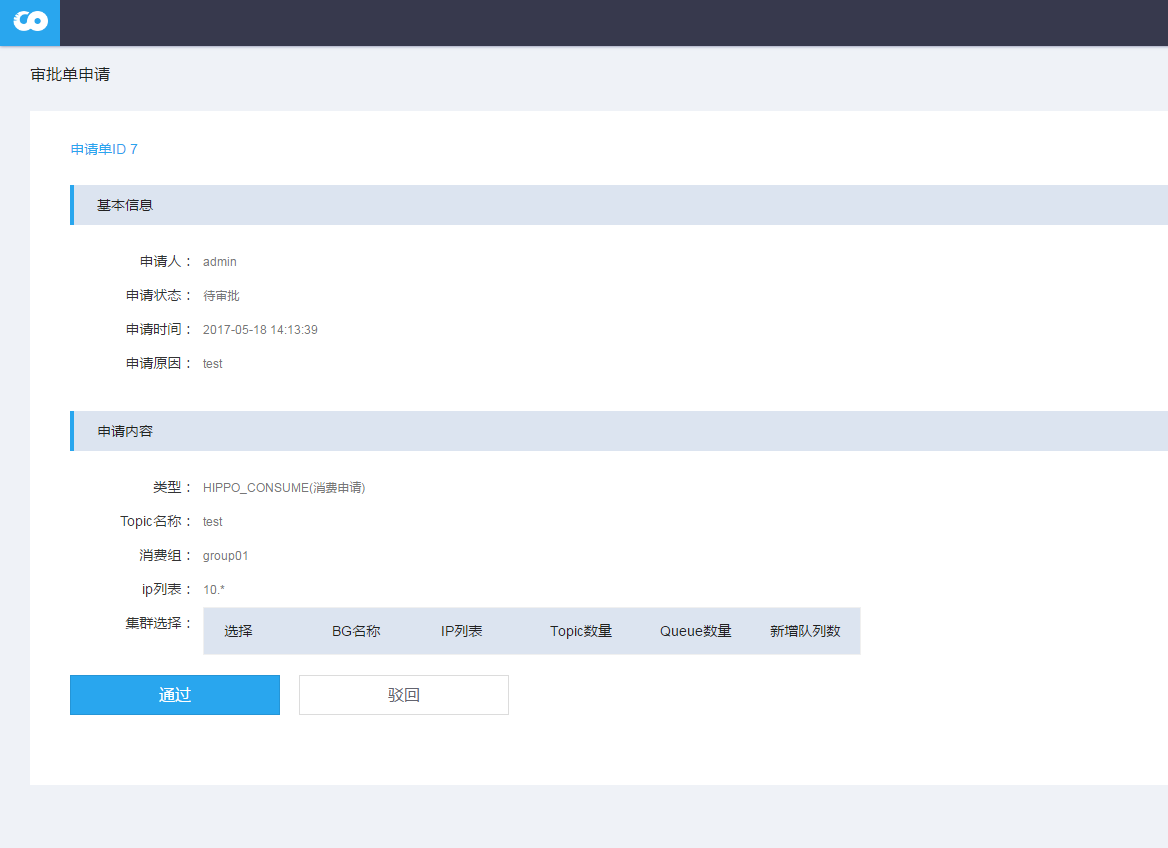 审批单申请
申请单ID 7
基本信息
申请人： admin
申请状态： 待审批
申请时间： 2017-05-18 14:13:39
申请原因： test
申请内容
类型： HIPPO_CONSUME(消费申请)
Topic名称： test
消费组： group01
ip列表： 10.*
集群选择： 选择 BG名称 IP列表 Topic数量 Queue数量 新增队列数
通过 驳回